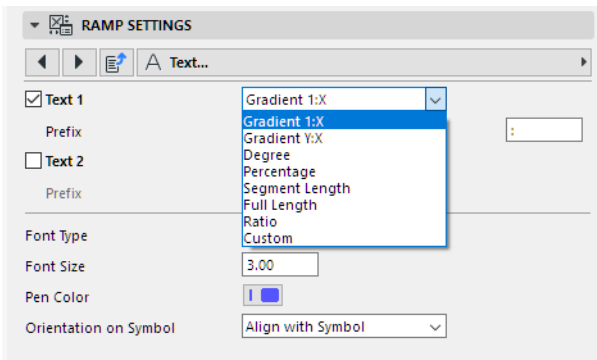 RAMP SETTINGS
A Text...
Text 1 Gradient 1:X
Gradient 1:X
Prefix :
Gradient Y:X
Degree
Text 2
Percentage
Segment Length
Prefix
Full Length
Ratio
Font Type
Custom
Font Size 3.00
Pen Color
Orientation on Symbol Align with Symbol